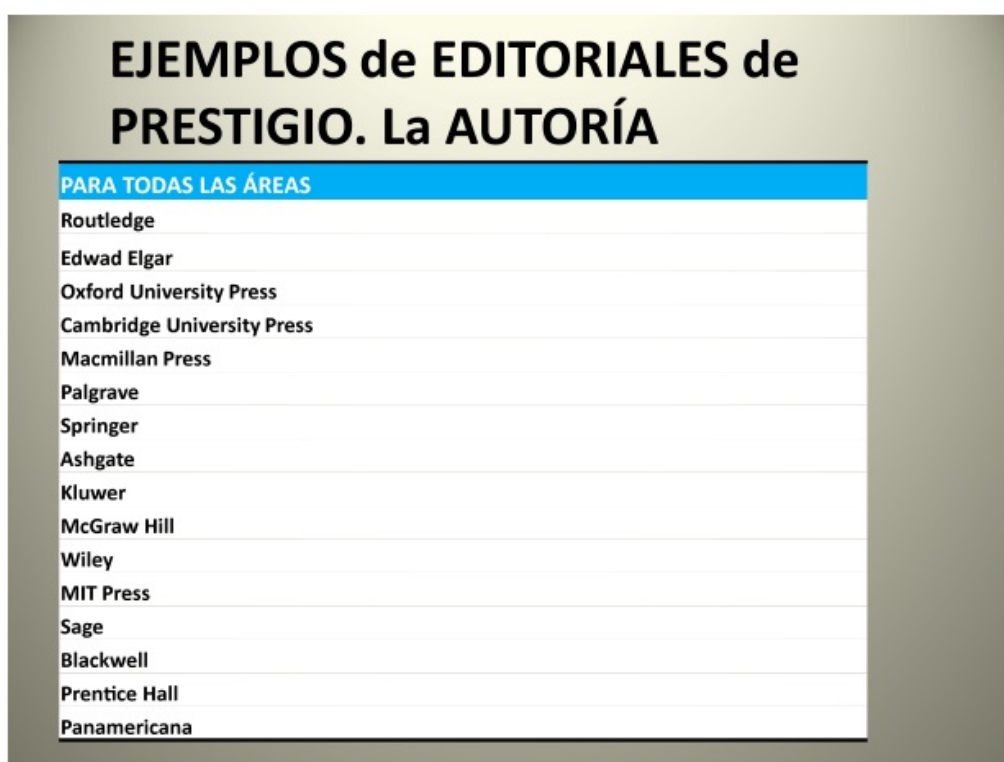 EJEMPLOS de EDITORIALES de
PRESTIGIO. La AUTORÍA
PARA TODAS LAS ÁREAS
Routledge
Edwad Elgar
Oxford University Press
Cambridge University Press
Macmillan Press
Palgrave
Springer
Ashgate
Kluwer
McGraw Hill
Wiley
MIT Press
Sage
Blackwell
Prentice Hall
Panamericana